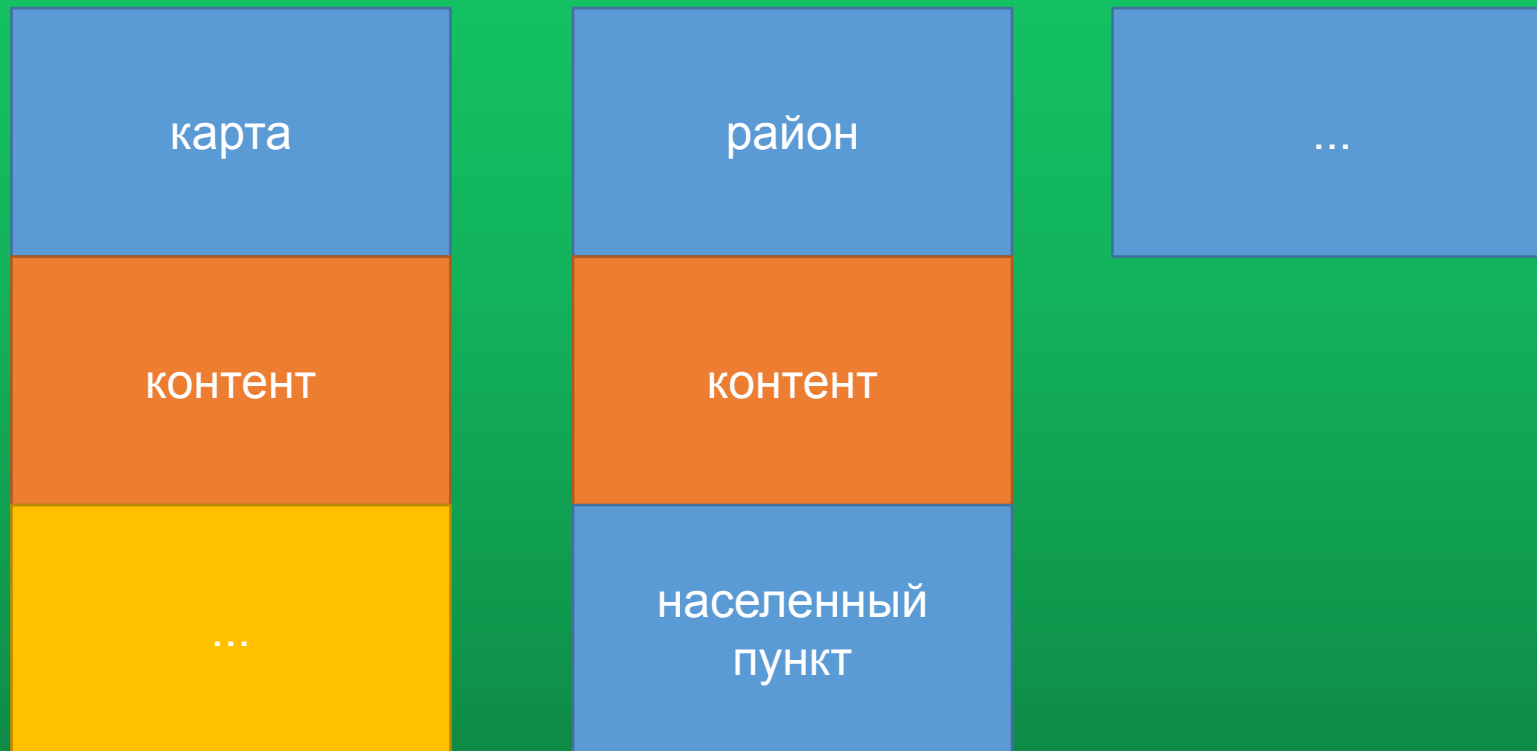 карта
район
...
контент
контент
...
населенный
пункт